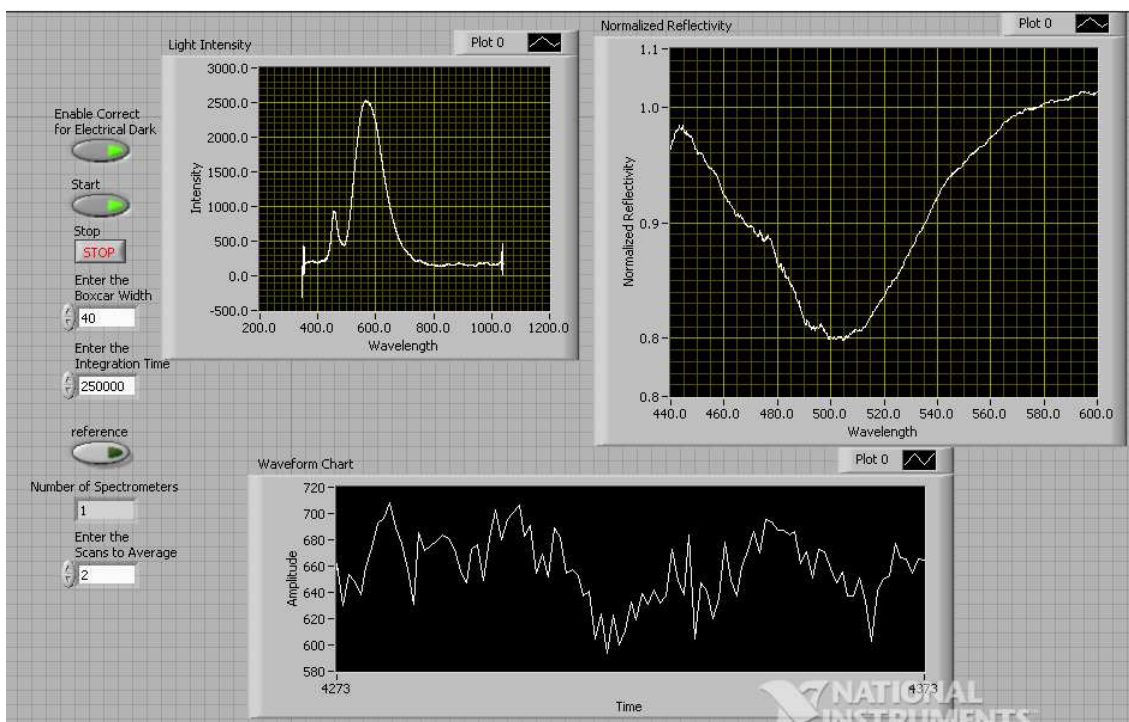 Light Intensity
Plot 0
3000.0
2500.0
2000.0
1500.0
1000.0
500.0
0.0
-500.0
Intensity
200.0 400.0 600.0 800.0 1000.0 1200.0
Wavelength
Normalized Reflectivity
Plot 0
1.1
1.0
0.9
0.8
0.8
Normalized Reflectivity
440.0 460.0 480.0 500.0 520.0 540.0 560.0 580.0 600.0
Wavelength
Enable Correct
for Electrical Dark
Start
Stop
STOP
Enter the
Boxcar Width
40
Enter the
Integration Time
250000
reference
Number of Spectrometers
1
Enter the
Scans to Average
2
Waveform Chart
Plot 0
720
700
680
660
640
620
600
580
Amplitude
4273 4373
Time
NATIONAL
INSTRUMENTS